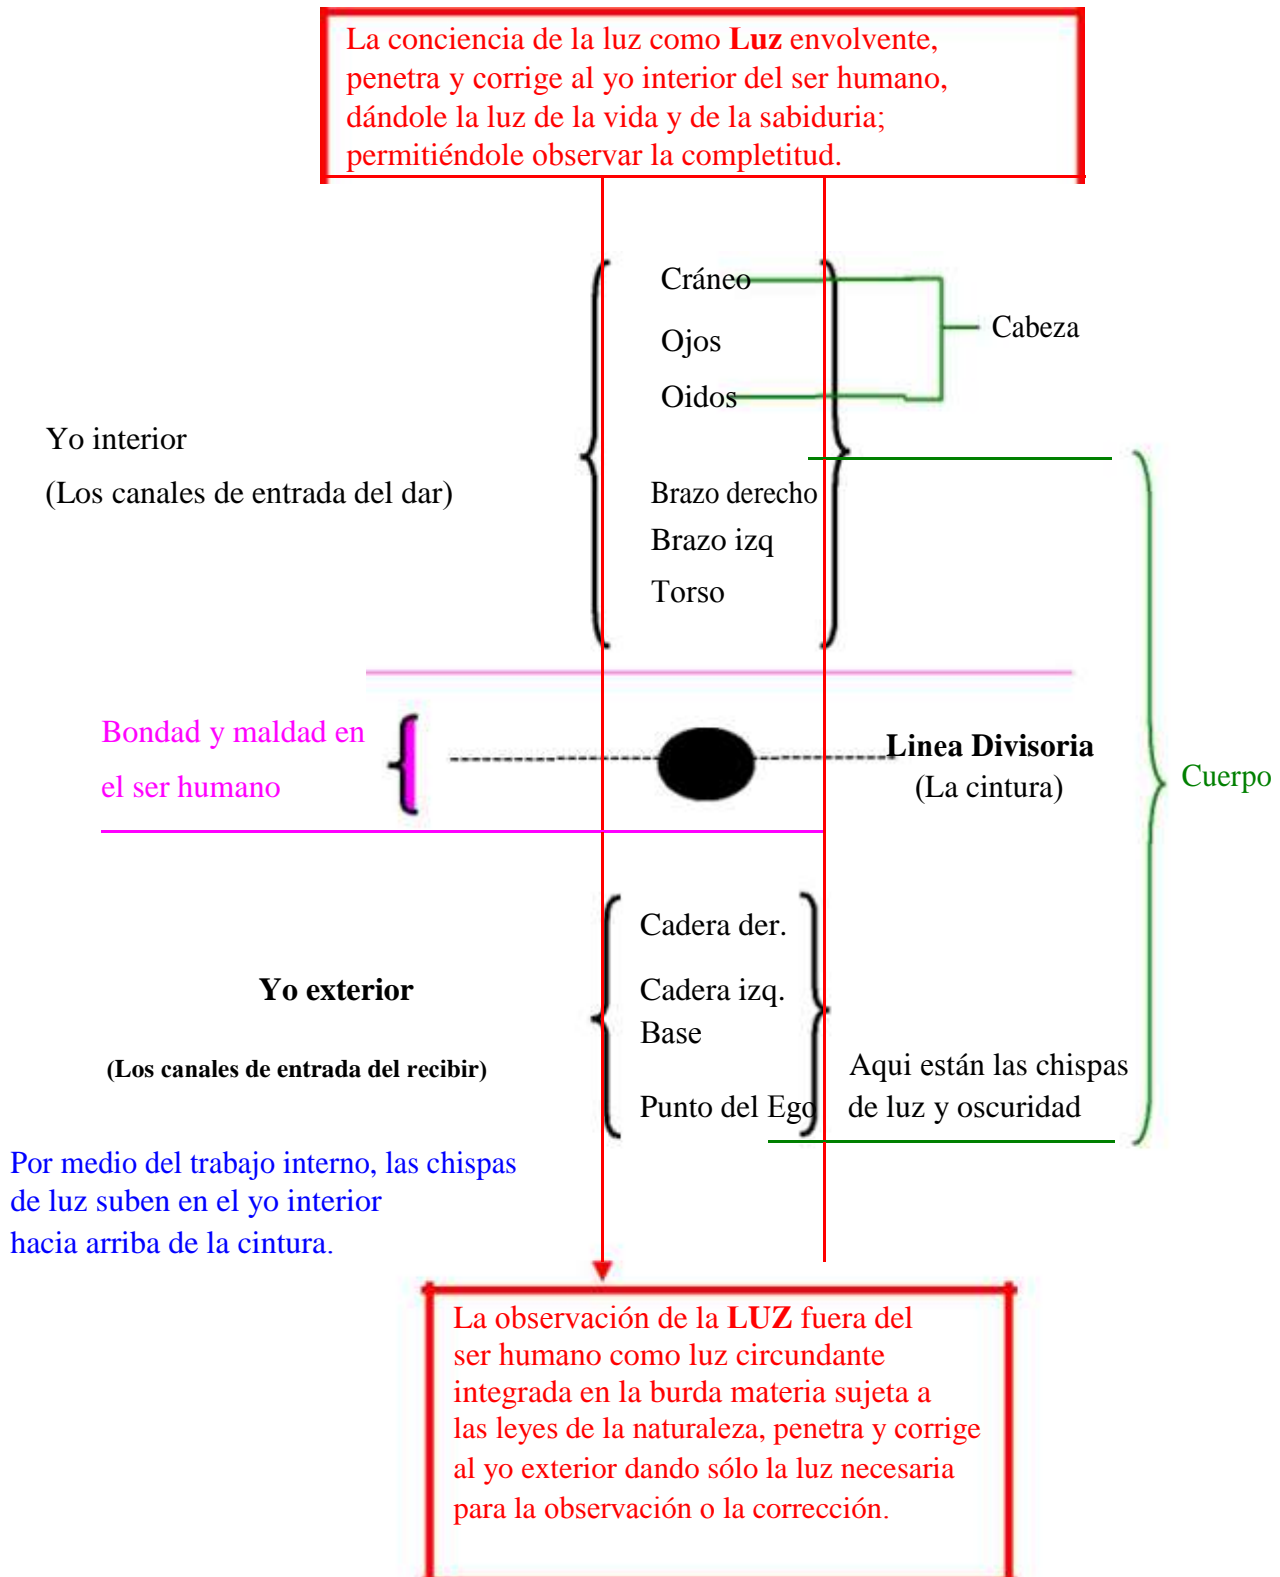 La conciencia de la luz como Luz envolvente,
penetra y corrige al yo interior del ser humano,
dándole la luz de la vida y de la sabiduria;
permitiéndole observar la completitud.
Cráneo
Ojos
Oidos
Cabeza
Yo interior
(Los canales de entrada del dar)
Brazo derecho
Brazo izq
Torso
Bondad y maldad en
el ser humano
Linea Divisoria
(La cintura)
Cuerpo
Cadera der.
Cadera izq.
Base
Punto del Ego
Yo exterior
(Los canales de entrada del recibir)
Aqui están las chispas
de luz y oscuridad
Por medio del trabajo interno, las chispas
de luz suben en el yo interior
hacia arriba de la cintura.
La observación de la LUZ fuera del
ser humano como luz circundante
integrada en la burda materia sujeta a
las leyes de la naturaleza, penetra y corrige
al yo exterior dando sólo la luz necesaria
para la observación o la corrección.